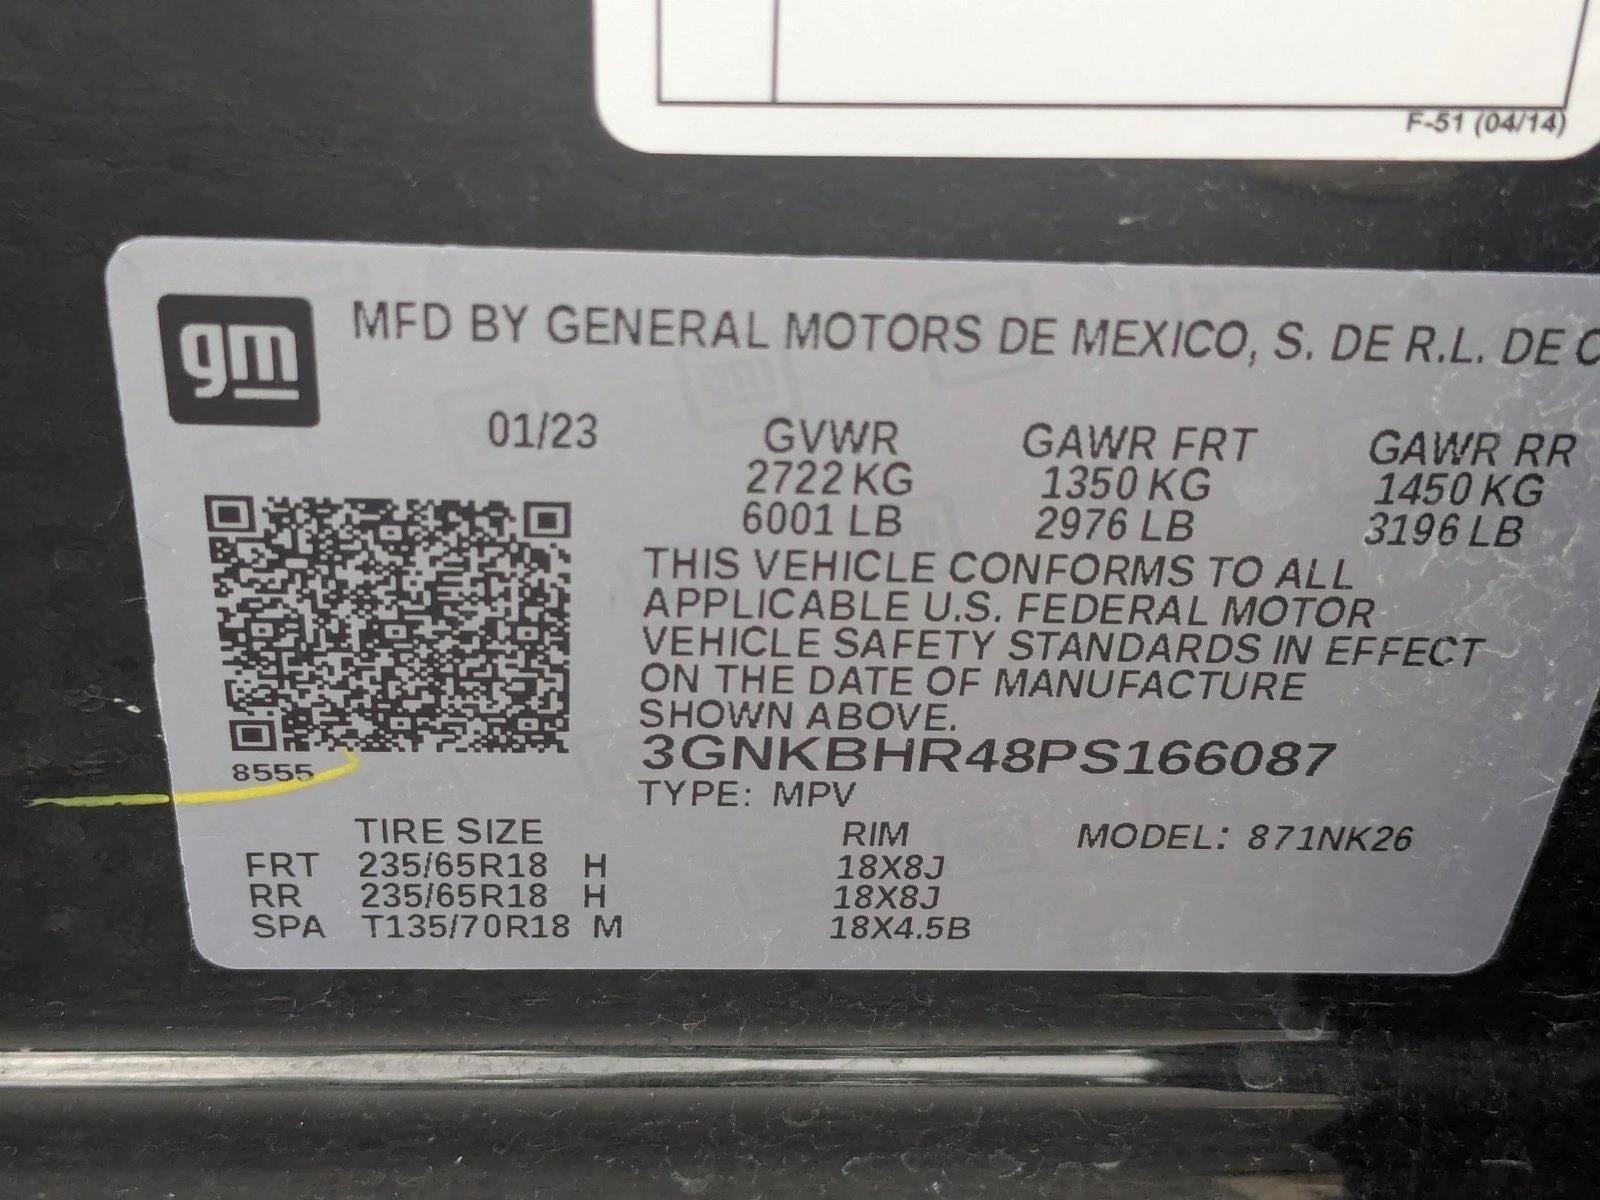 F-51 (04/14)
gm
MFD BY GENERAL MOTORS DE MEXICO, S. DE R.L. DE C
01/23
GVWR GAWR FRT GAWR RR
2722 KG 1350 KG 1450 KG
6001 LB 2976 LB 3196 LB
THIS VEHICLE CONFORMS TO ALL
APPLICABLE U.S. FEDERAL MOTOR
VEHICLE SAFETY STANDARDS IN EFFECT
ON THE DATE OF MANUFACTURE
SHOWN ABOVE.
3GNKBHR48PS166087
8555
TYPE: MPV
TIRE SIZE RIM MODEL: 871NK26
FRT 235/65R18 H 18X8J
RR 235/65R18 H 18X8J
SPA T135/70R18 M 18X4.5B